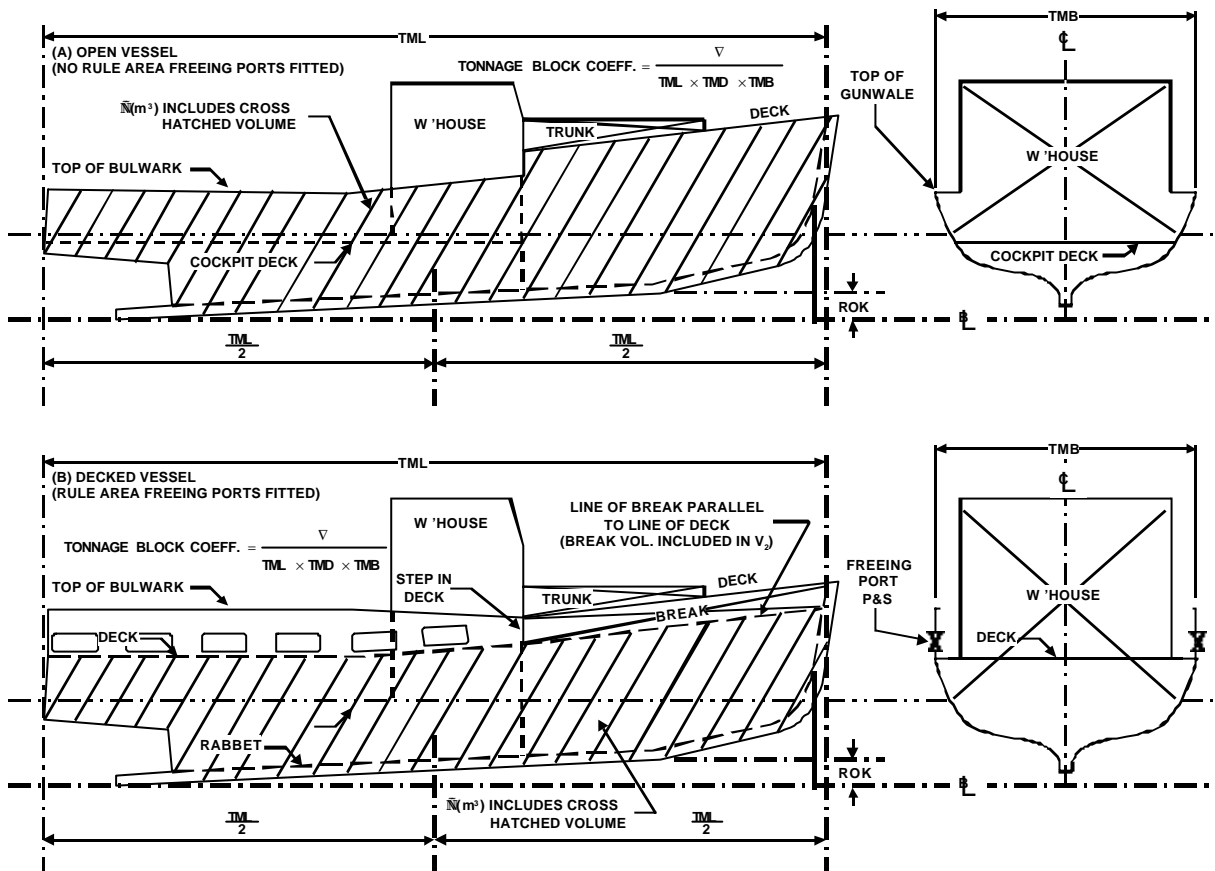 TML
(A) OPEN VESSEL
(NO RULE AREA FREEING PORTS FITTED)
TONNAGE BLOCK COEFF. = ∇
TML × TMD × TMB
(m³) INCLUDES CROSS
HATCHED VOLUME
W 'HOUSE
TRUNK
DECK
TOP OF BULWARK
COCKPIT DECK
ROK
TML
2
TML
2
TMB
℄
TOP OF
GUNWALE
W 'HOUSE
COCKPIT DECK
TML
(B) DECKED VESSEL
(RULE AREA FREEING PORTS FITTED)
TONNAGE BLOCK COEFF. = ∇
TML × TMD × TMB
TOP OF BULWARK
W 'HOUSE
STEP IN
DECK
LINE OF BREAK PARALLEL
TO LINE OF DECK
(BREAK VOL. INCLUDED IN V₂)
TRUNK
DECK
BREAK
DECK
RABBET
(m³) INCLUDES CROSS
HATCHED VOLUME
ROK
TML
2
TML
2
TMB
℄
FREEING
PORT
P&S
W 'HOUSE
DECK